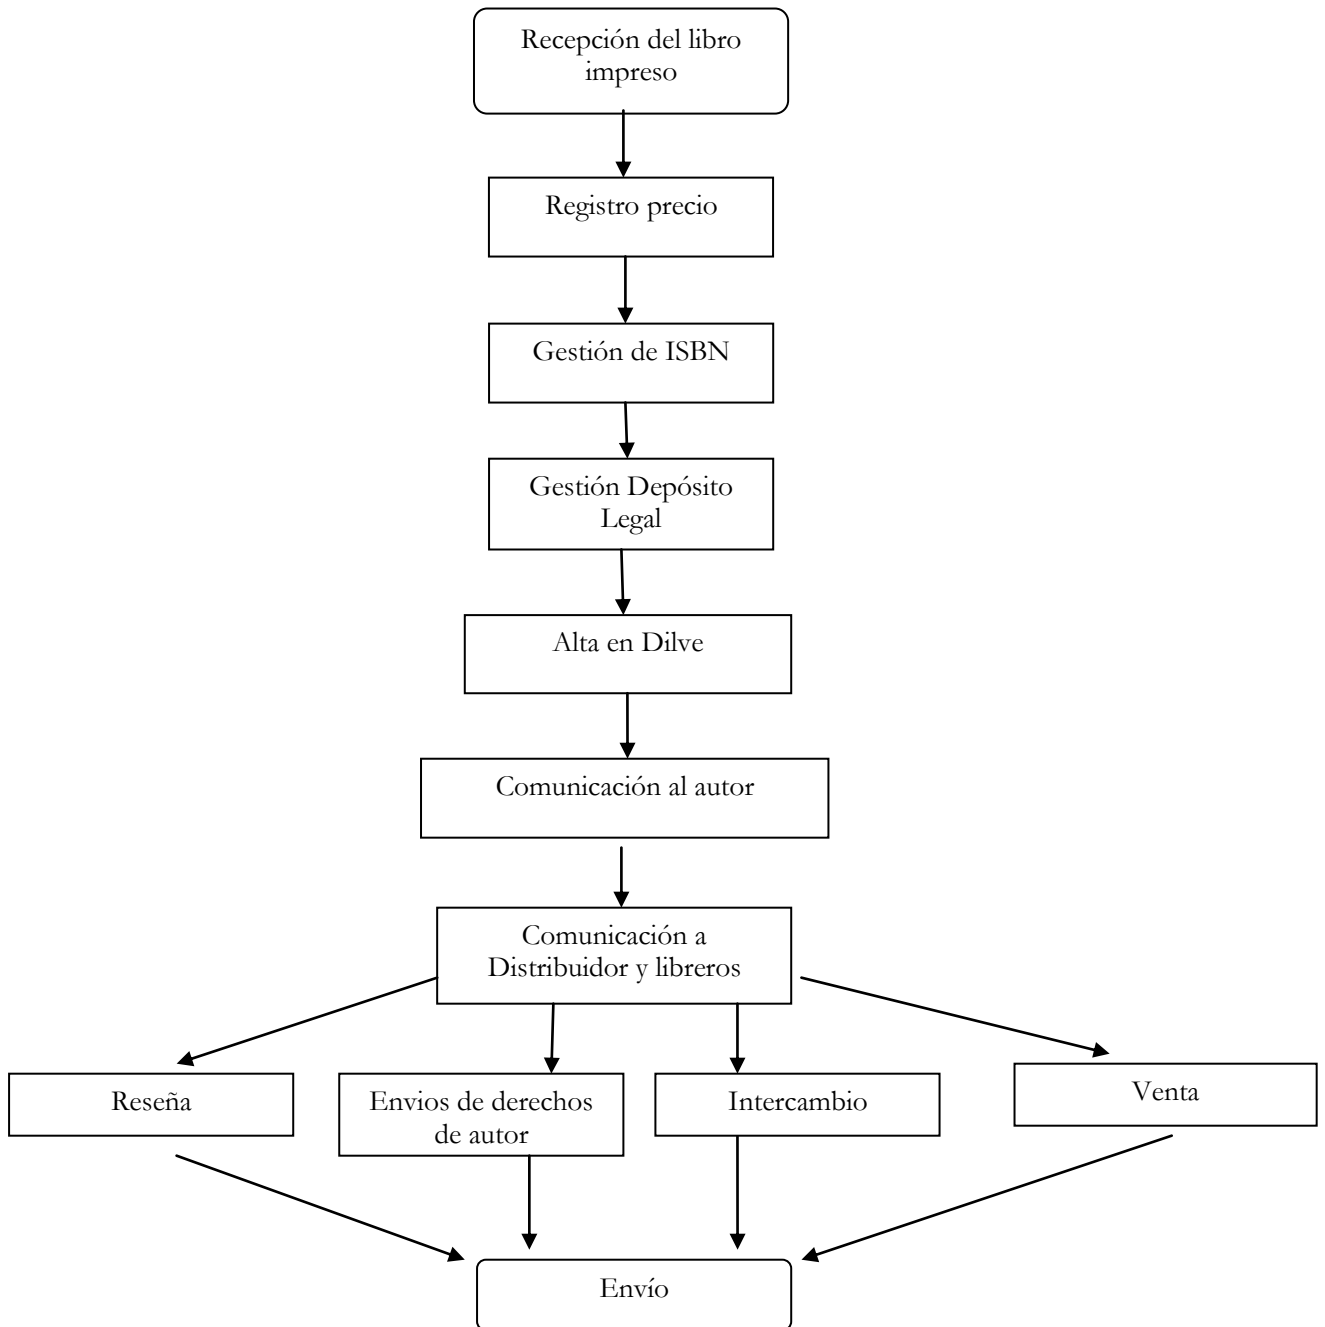 Recepción del libro
impreso
Registro precio
Gestión de ISBN
Gestión Depósito
Legal
Alta en Dilve
Comunicación al autor
Comunicación a
Distribuidor y libreros
Reseña
Envios de derechos
de autor
Intercambio
Venta
Envío